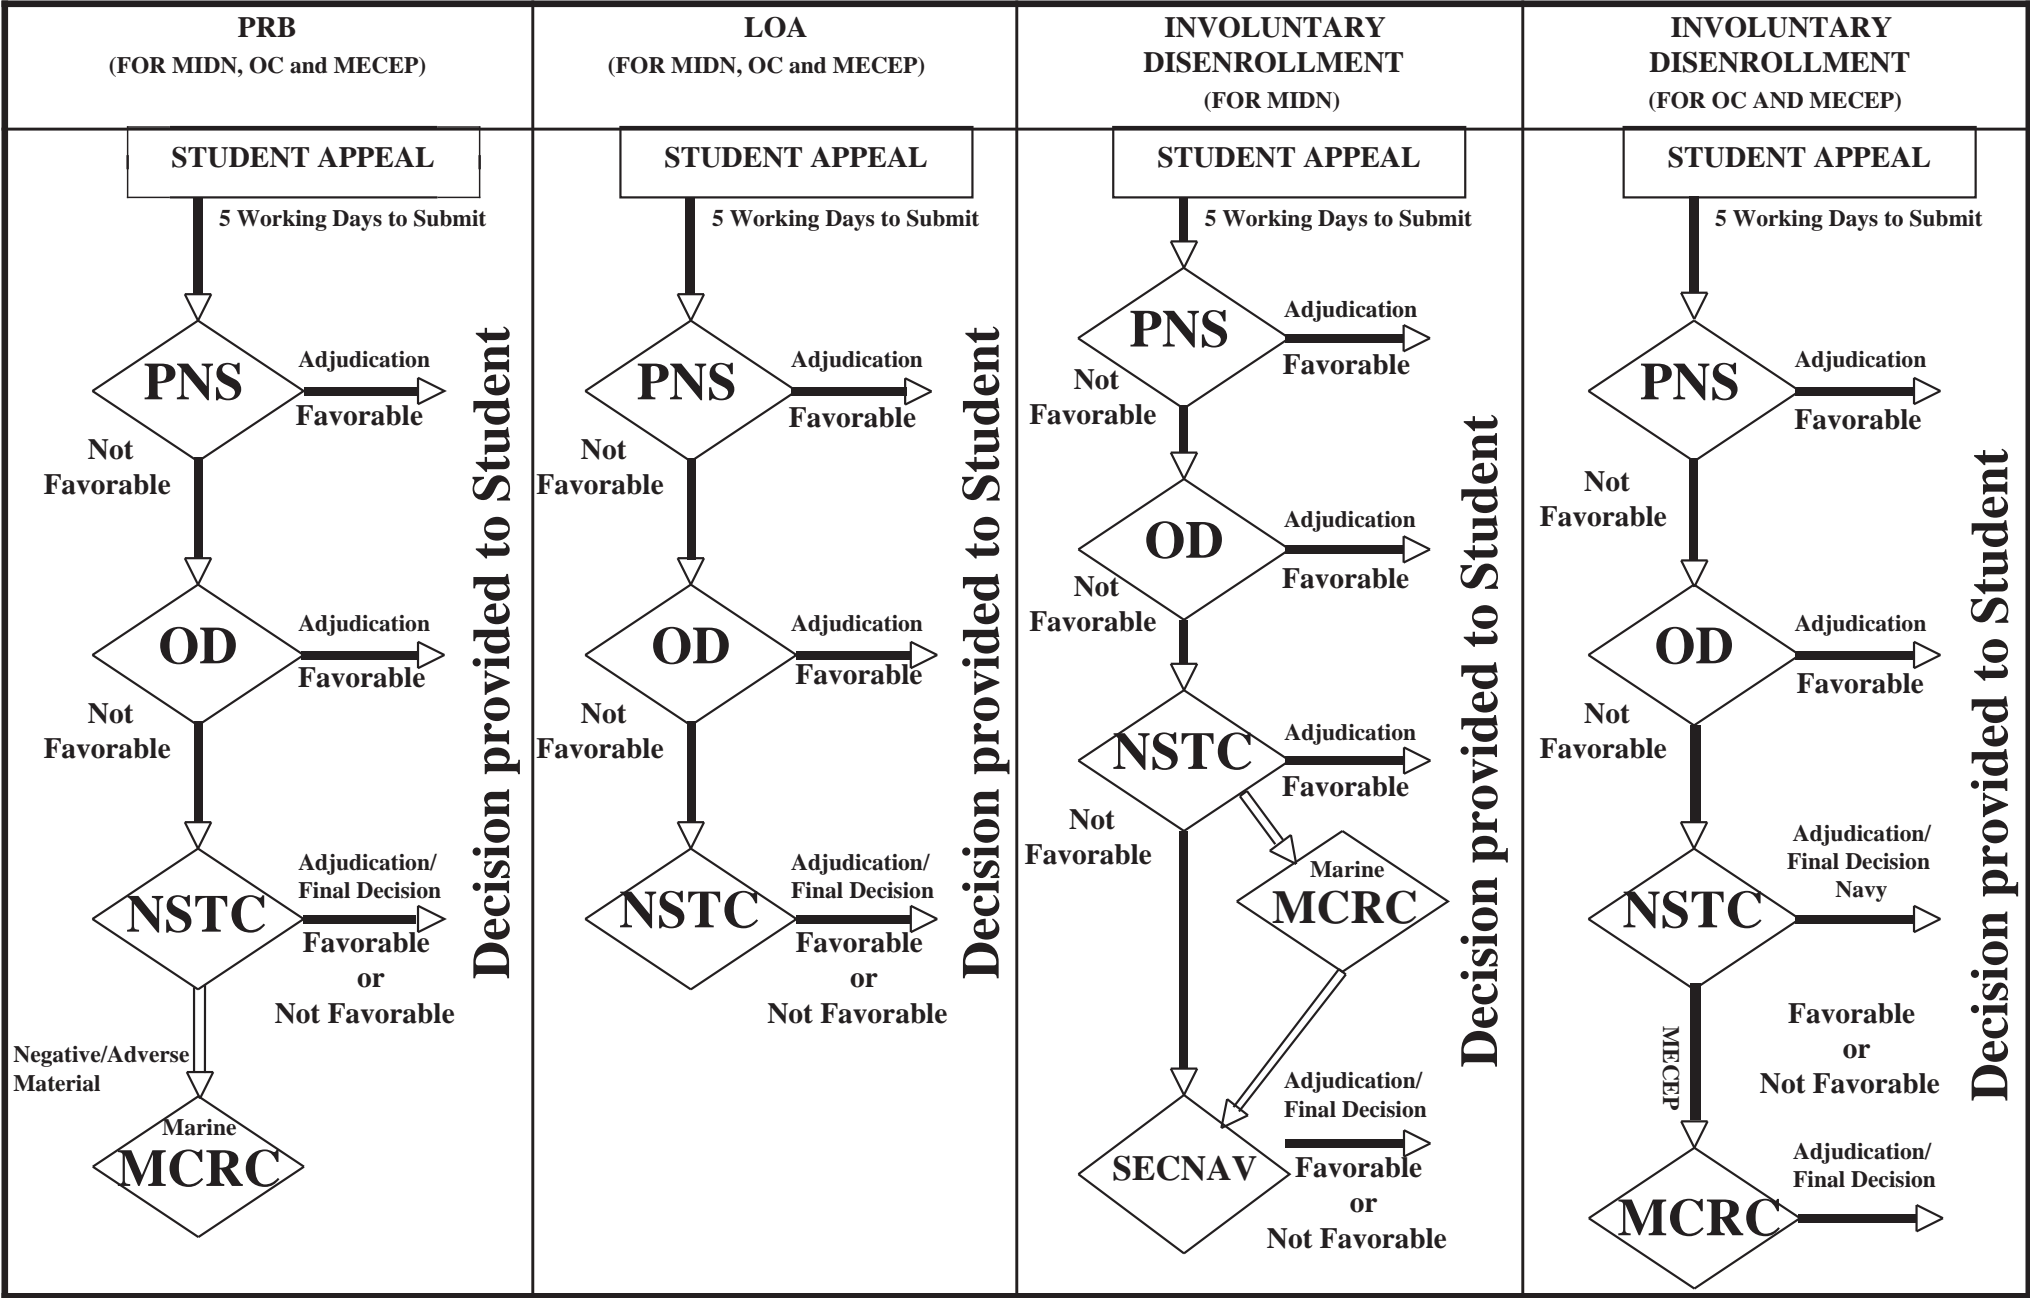 PRB
(FOR MIDN, OC and MECEP)
STUDENT APPEAL
5 Working Days to Submit
PNS
Adjudication
Favorable
Not
Favorable
OD
Adjudication
Favorable
Not
Favorable
NSTC
Adjudication/
Final Decision
Favorable
or
Not Favorable
Negative/Adverse
Material
Marine
MCRC
Decision provided to Student
LOA
(FOR MIDN, OC and MECEP)
STUDENT APPEAL
5 Working Days to Submit
PNS
Adjudication
Favorable
Not
Favorable
OD
Adjudication
Favorable
Not
Favorable
NSTC
Adjudication/
Final Decision
Favorable
or
Not Favorable
Decision provided to Student
INVOLUNTARY
DISENROLLMENT
(FOR MIDN)
STUDENT APPEAL
5 Working Days to Submit
PNS
Adjudication
Favorable
Not
Favorable
OD
Adjudication
Favorable
Not
Favorable
NSTC
Adjudication
Favorable
Not
Favorable
Marine
MCRC
SECNAV
Adjudication/
Final Decision
Favorable
or
Not Favorable
Decision provided to Student
INVOLUNTARY
DISENROLLMENT
(FOR OC AND MECEP)
STUDENT APPEAL
5 Working Days to Submit
PNS
Adjudication
Favorable
Not
Favorable
OD
Adjudication
Favorable
Not
Favorable
NSTC
Adjudication/
Final Decision
Navy
Favorable
or
Not Favorable
MECEP
MCRC
Adjudication/
Final Decision
Decision provided to Student